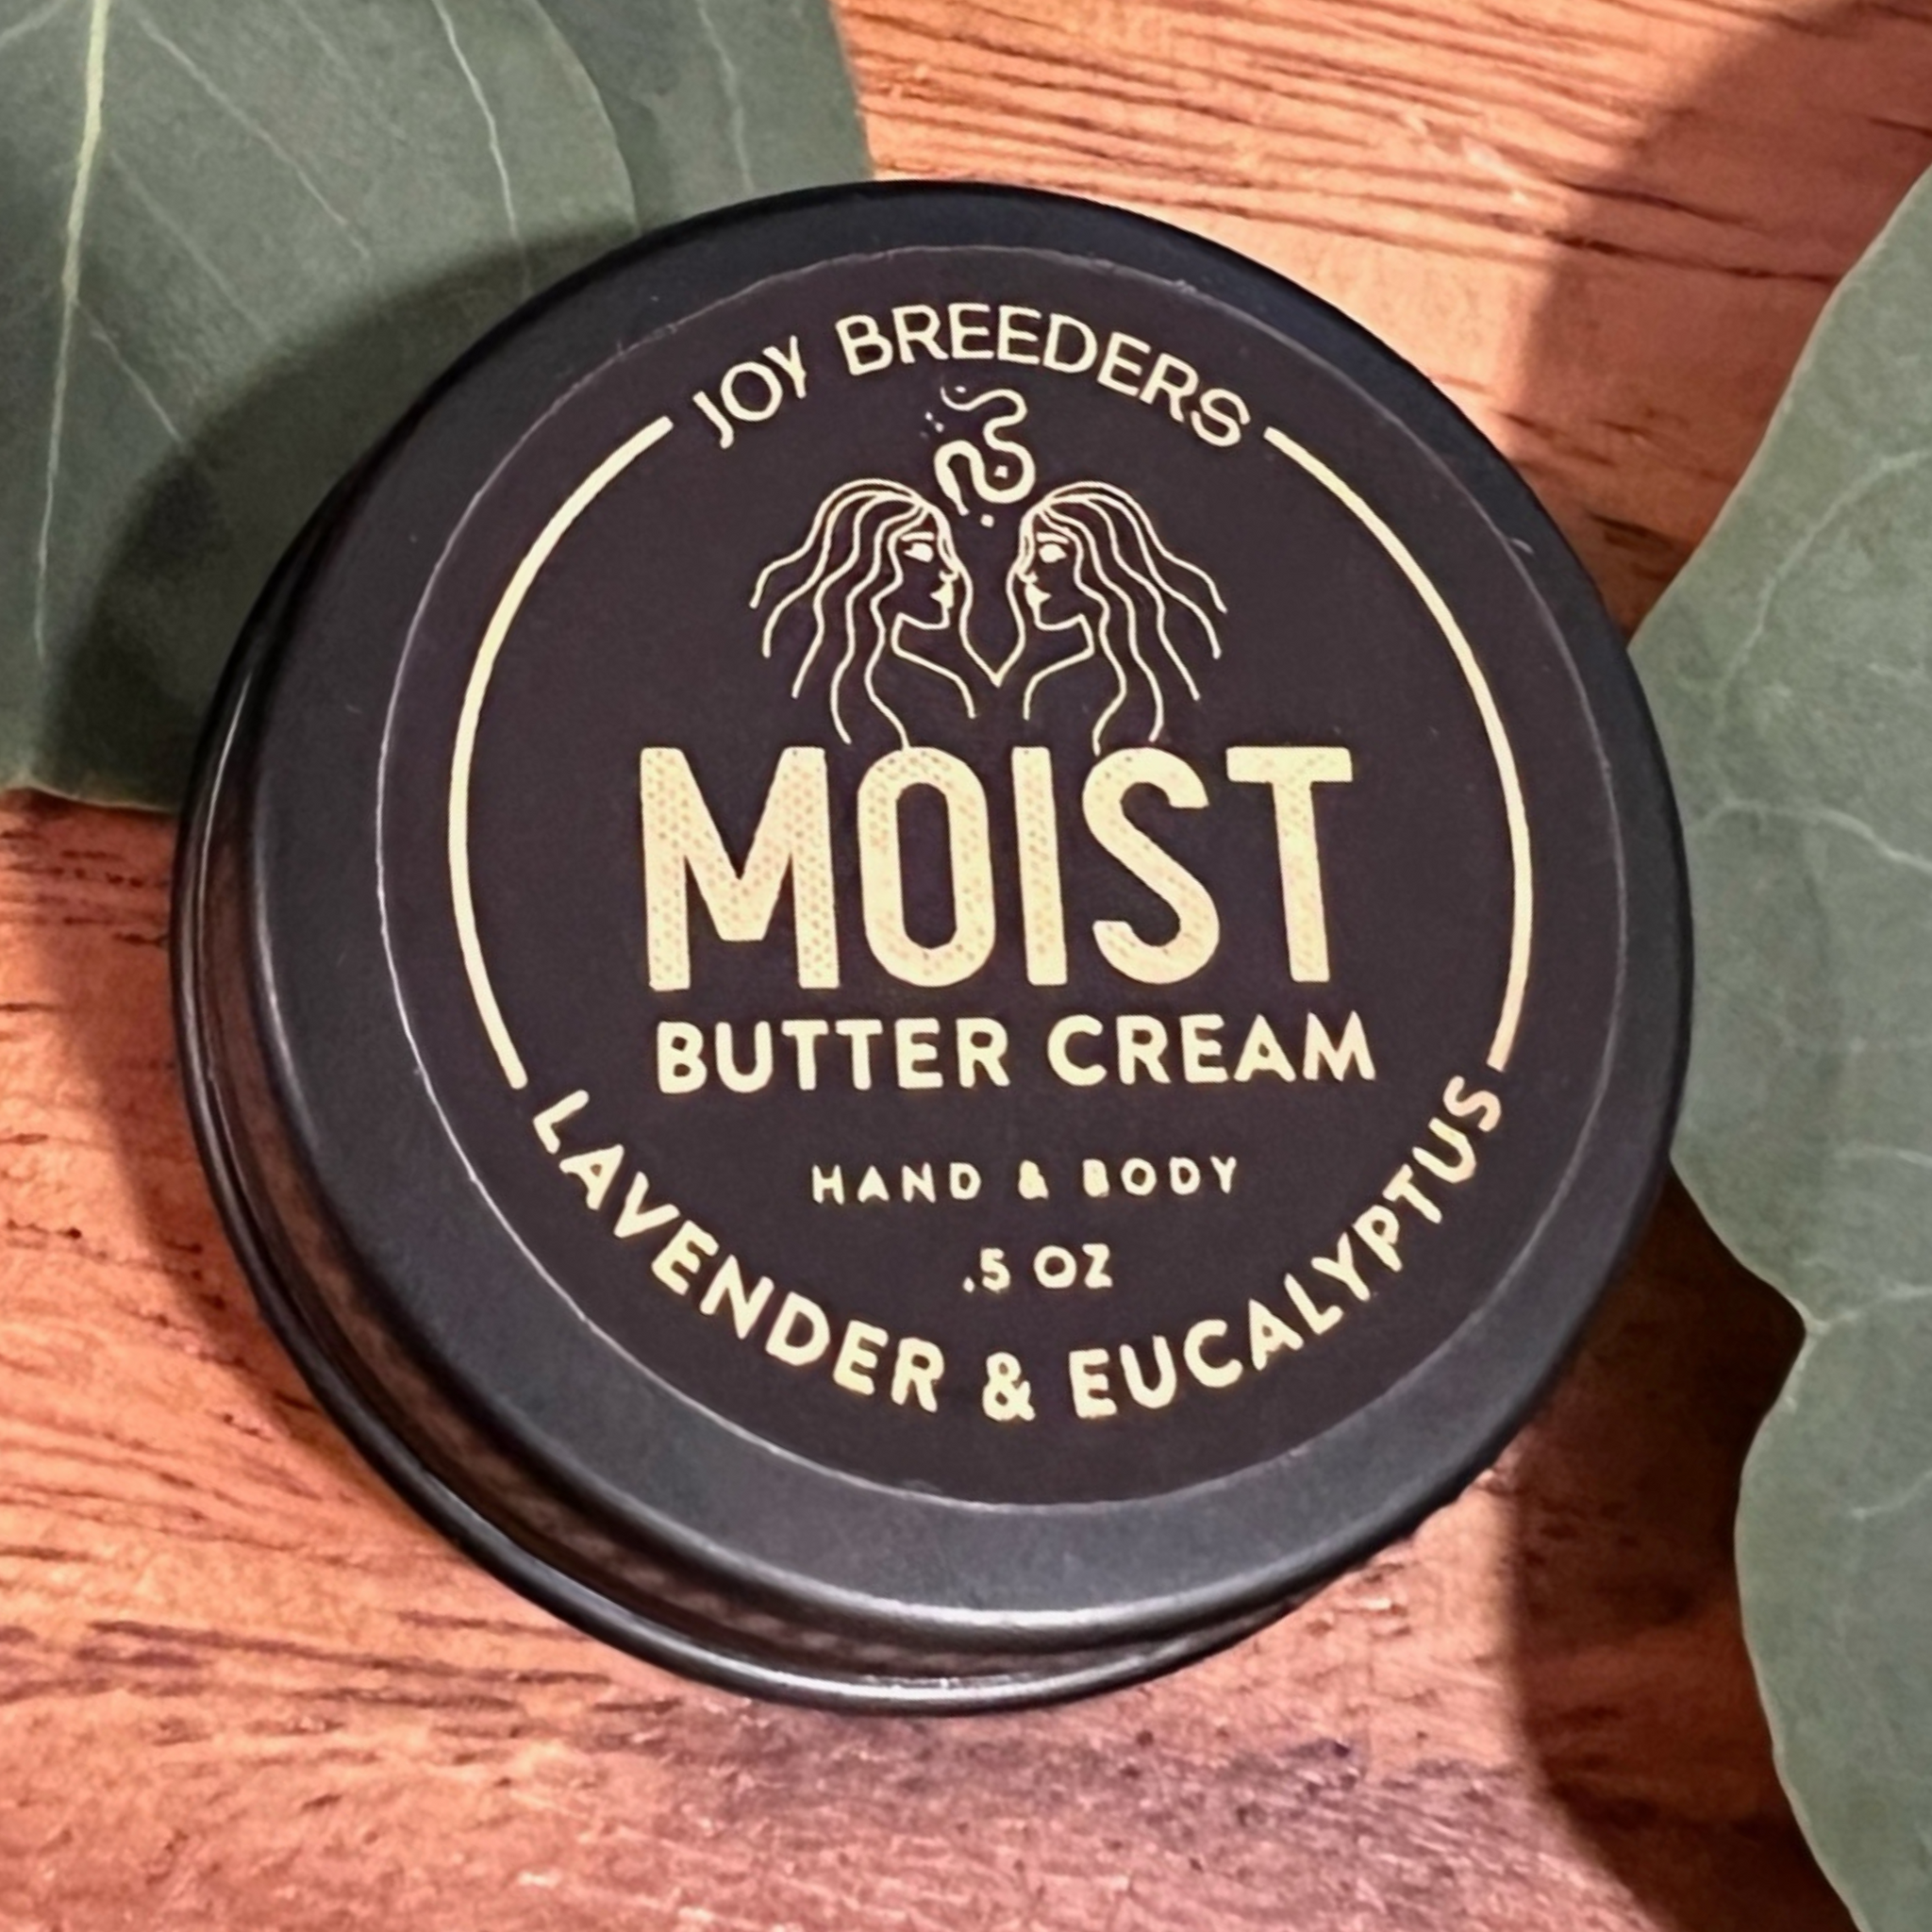 JOY BREEDERS
MOIST
BUTTER CREAM
HAND & BODY
.5 OZ
LAVENDER & EUCALYPTUS